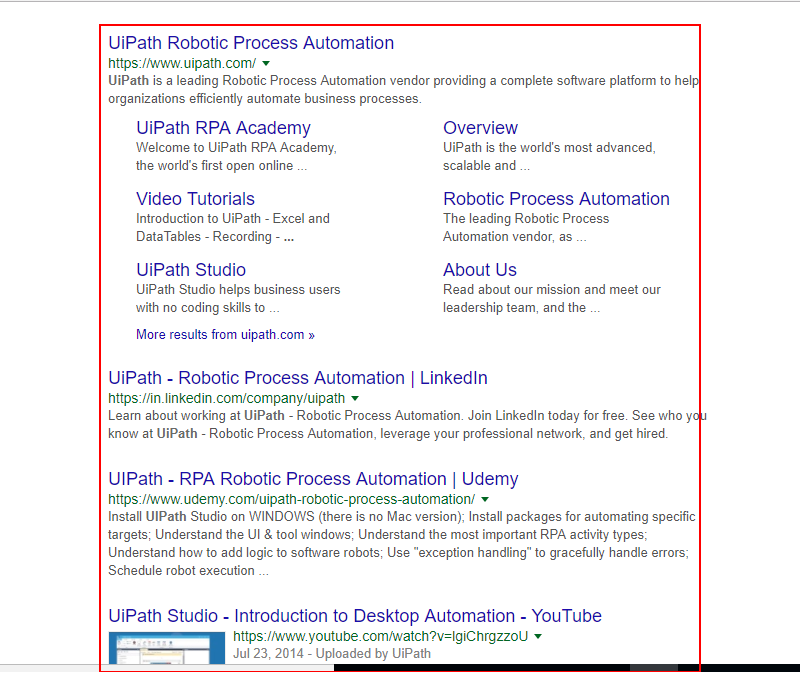 UiPath Robotic Process Automation
https://www.uipath.com/
UiPath is a leading Robotic Process Automation vendor providing a complete software platform to help
organizations efficiently automate business processes.
UiPath RPA Academy
Welcome to UiPath RPA Academy,
the world's first open online ...
Overview
UiPath is the world's most advanced,
scalable and ...
Video Tutorials
Introduction to UiPath - Excel and
DataTables - Recording - ...
Robotic Process Automation
The leading Robotic Process
Automation vendor, as ...
UiPath Studio
UiPath Studio helps business users
with no coding skills to ...
About Us
Read about our mission and meet our
leadership team, and the ...
More results from uipath.com »
UiPath - Robotic Process Automation | LinkedIn
https://in.linkedin.com/company/uipath
Learn about working at UiPath - Robotic Process Automation. Join LinkedIn today for free. See who you
know at UiPath - Robotic Process Automation, leverage your professional network, and get hired.
UIPath - RPA Robotic Process Automation | Udemy
https://www.udemy.com/uipath-robotic-process-automation/
Install UIPath Studio on WINDOWS (there is no Mac version); Install packages for automating specific
targets; Understand the UI & tool windows; Understand the most important RPA activity types;
Understand how to add logic to software robots; Use "exception handling" to gracefully handle errors;
Schedule robot execution ...
UiPath Studio - Introduction to Desktop Automation - YouTube
https://www.youtube.com/watch?v=IgiChrgzzoU
Jul 23, 2014 - Uploaded by UiPath